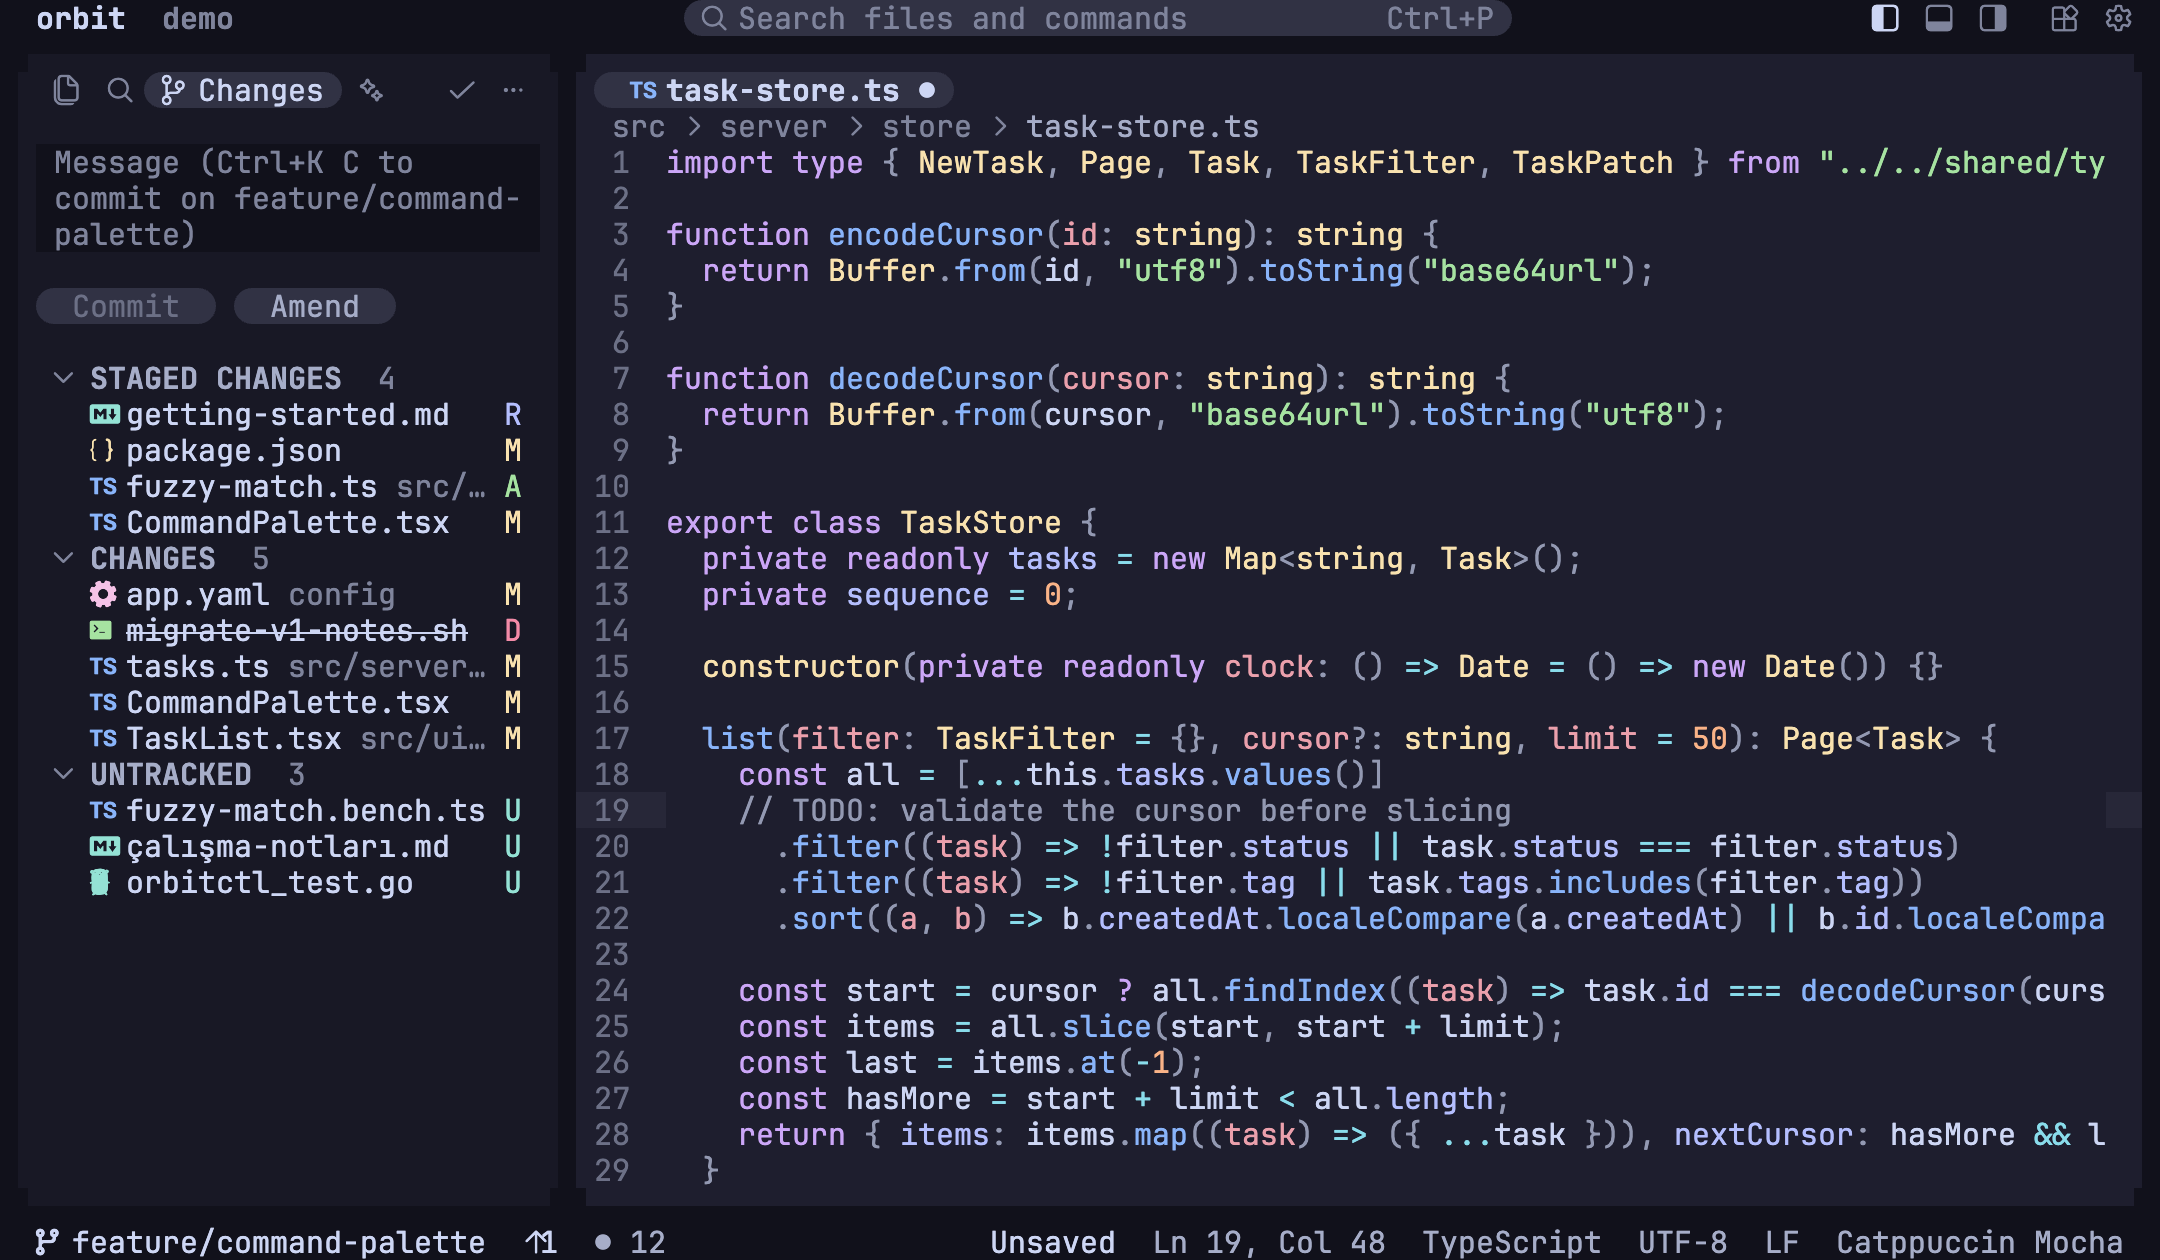 orbit demo Search files and commands Ctrl+P
Changes
Message (Ctrl+K C to
commit on feature/command-
palette)
Commit Amend
STAGED CHANGES 4
getting-started.md R
{} package.json M
TS fuzzy-match.ts src/… A
TS CommandPalette.tsx M
CHANGES 5
app.yaml config M
migrate-v1-notes.sh D
TS tasks.ts src/server… M
TS CommandPalette.tsx M
TS TaskList.tsx src/ui… M
UNTRACKED 3
TS fuzzy-match.bench.ts U
çalışma-notları.md U
orbitctl_test.go U
TS task-store.ts ●
src > server > store > task-store.ts
1 import type { NewTask, Page, Task, TaskFilter, TaskPatch } from "../../shared/ty
2
3 function encodeCursor(id: string): string {
4   return Buffer.from(id, "utf8").toString("base64url");
5 }
6
7 function decodeCursor(cursor: string): string {
8   return Buffer.from(cursor, "base64url").toString("utf8");
9 }
10
11 export class TaskStore {
12   private readonly tasks = new Map<string, Task>();
13   private sequence = 0;
14
15   constructor(private readonly clock: () => Date = () => new Date()) {}
16
17   list(filter: TaskFilter = {}, cursor?: string, limit = 50): Page<Task> {
18     const all = [...this.tasks.values()]
19     // TODO: validate the cursor before slicing
20       .filter((task) => !filter.status || task.status === filter.status)
21       .filter((task) => !filter.tag || task.tags.includes(filter.tag))
22       .sort((a, b) => b.createdAt.localeCompare(a.createdAt) || b.id.localeCompa
23
24     const start = cursor ? all.findIndex((task) => task.id === decodeCursor(curs
25     const items = all.slice(start, start + limit);
26     const last = items.at(-1);
27     const hasMore = start + limit < all.length;
28     return { items: items.map((task) => ({ ...task })), nextCursor: hasMore && l
29   }
feature/command-palette ↑1 ● 12 Unsaved Ln 19, Col 48 TypeScript UTF-8 LF Catppuccin Mocha